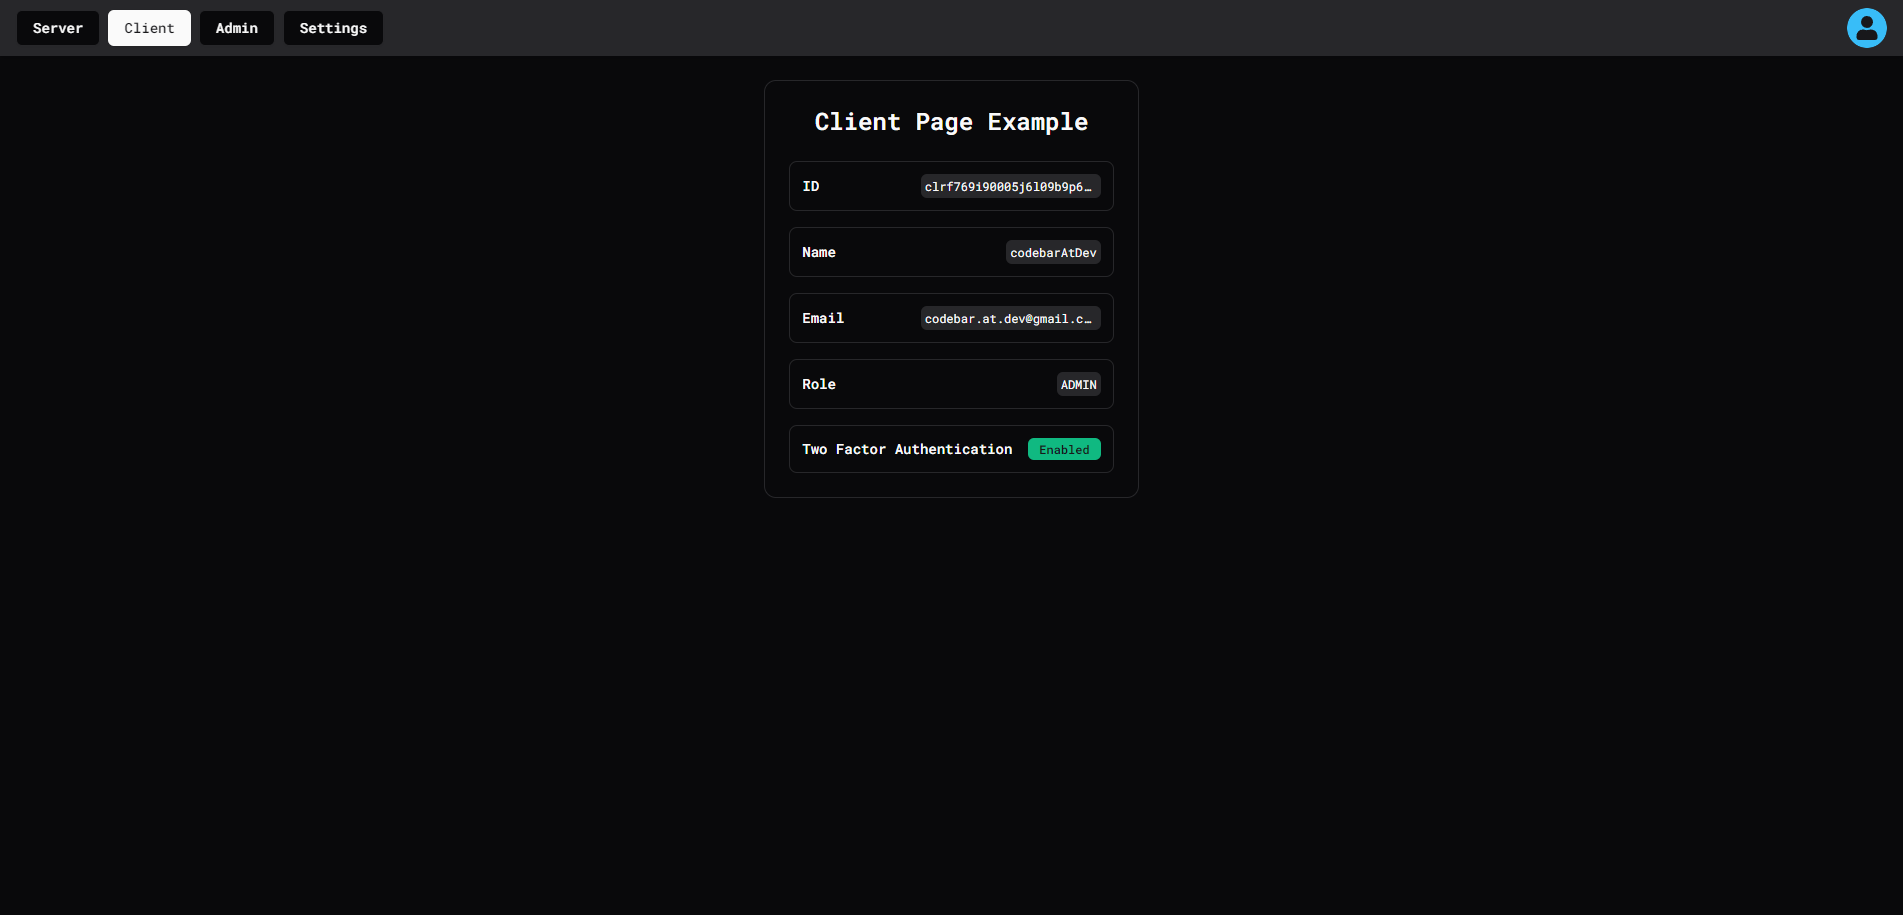 Server Client Admin Settings
Client Page Example
ID clrf769i90005j6l09b9p6…
Name codebarAtDev
Email codebar.at.dev@gmail.c…
Role ADMIN
Two Factor Authentication Enabled